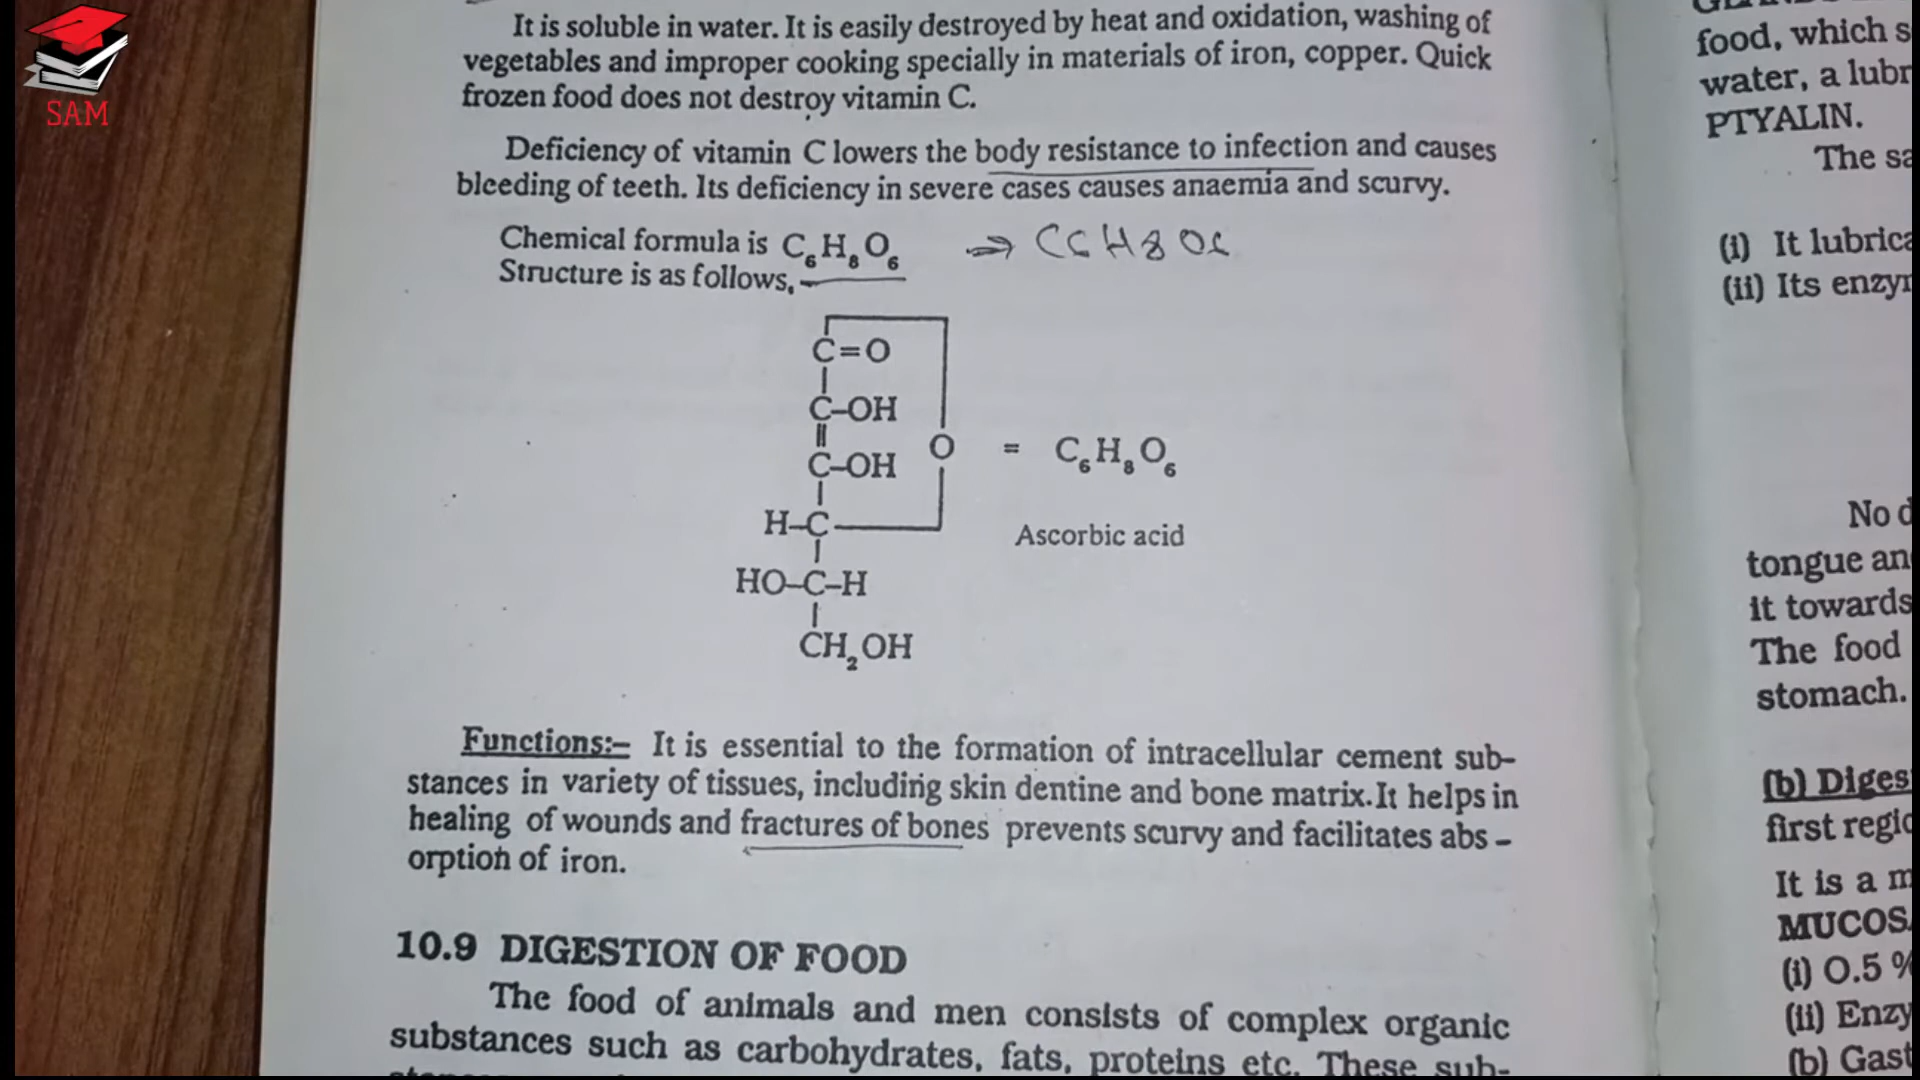 SAM
It is soluble in water. It is easily destroyed by heat and oxidation, washing of
vegetables and improper cooking specially in materials of iron, copper. Quick
frozen food does not destroy vitamin C.
Deficiency of vitamin C lowers the body resistance to infection and causes
bleeding of teeth. Its deficiency in severe cases causes anaemia and scurvy.
Chemical formula is C₆H₈O₆ → C6H8O6
Structure is as follows,
C=O
C–OH
C–OH
O = C₆H₈O₆
H–C
Ascorbic acid
HO–C–H
CH₂OH
Functions:– It is essential to the formation of intracellular cement sub-
stances in variety of tissues, including skin dentine and bone matrix. It helps in
healing of wounds and fractures of bones prevents scurvy and facilitates abs –
orption of iron.
10.9 DIGESTION OF FOOD
The food of animals and men consists of complex organic
substances such as carbohydrates, fats, proteins etc. These sub-
food, which s
water, a lubr
PTYALIN.
The sa
(i) It lubrica
(ii) Its enzyr
No d
tongue an
it towards
The food
stomach.
(b) Diges
first regio
It is a m
MUCOSA
(i) 0.5 %
(ii) Enzy
(b) Gast